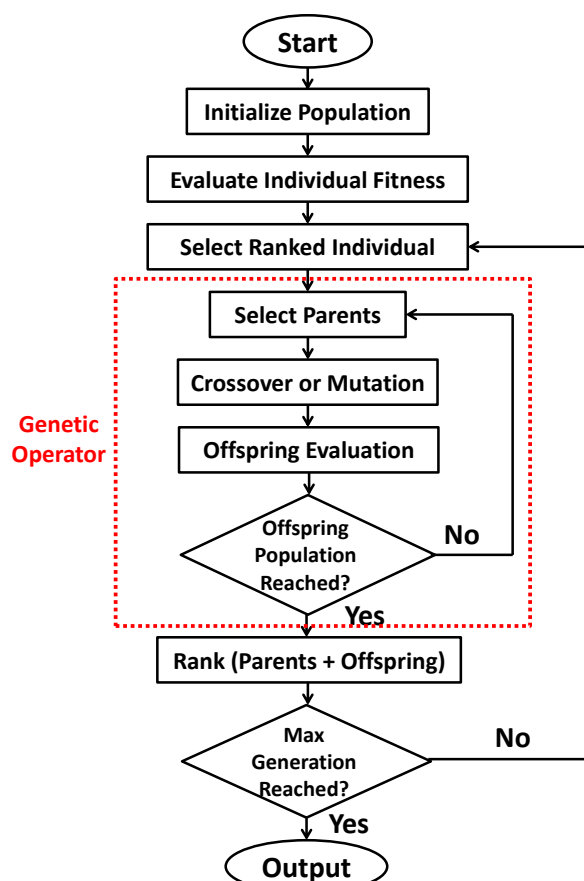 Start
Initialize Population
Evaluate Individual Fitness
Select Ranked Individual
Select Parents
Crossover or Mutation
Genetic
Operator
Offspring Evaluation
Offspring
Population
Reached?
No
Yes
Rank (Parents + Offspring)
Max
Generation
Reached?
No
Yes
Output